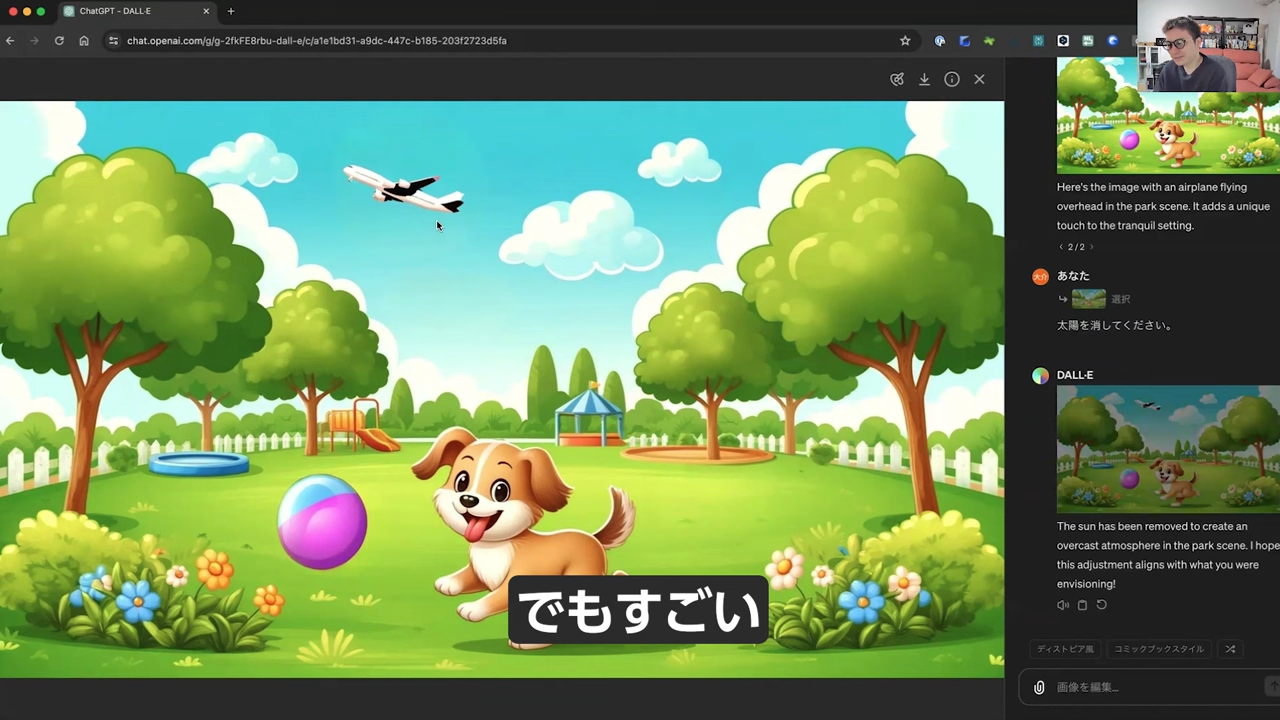 ChatGPT - DALL·E
chat.openai.com/g/g-2fkFE8rbu-dall-e/c/a1e1bd31-a9dc-447c-b185-203f2723d5fa
Here's the image with an airplane flying
overhead in the park scene. It adds a unique
touch to the tranquil setting.
2/2
大介
あなた
選択
太陽を消してください。
DALL·E
The sun has been removed to create an
overcast atmosphere in the park scene. I hope
this adjustment aligns with what you were
envisioning!
でもすごい
ディストピア風
コミックブックスタイル
画像を編集...